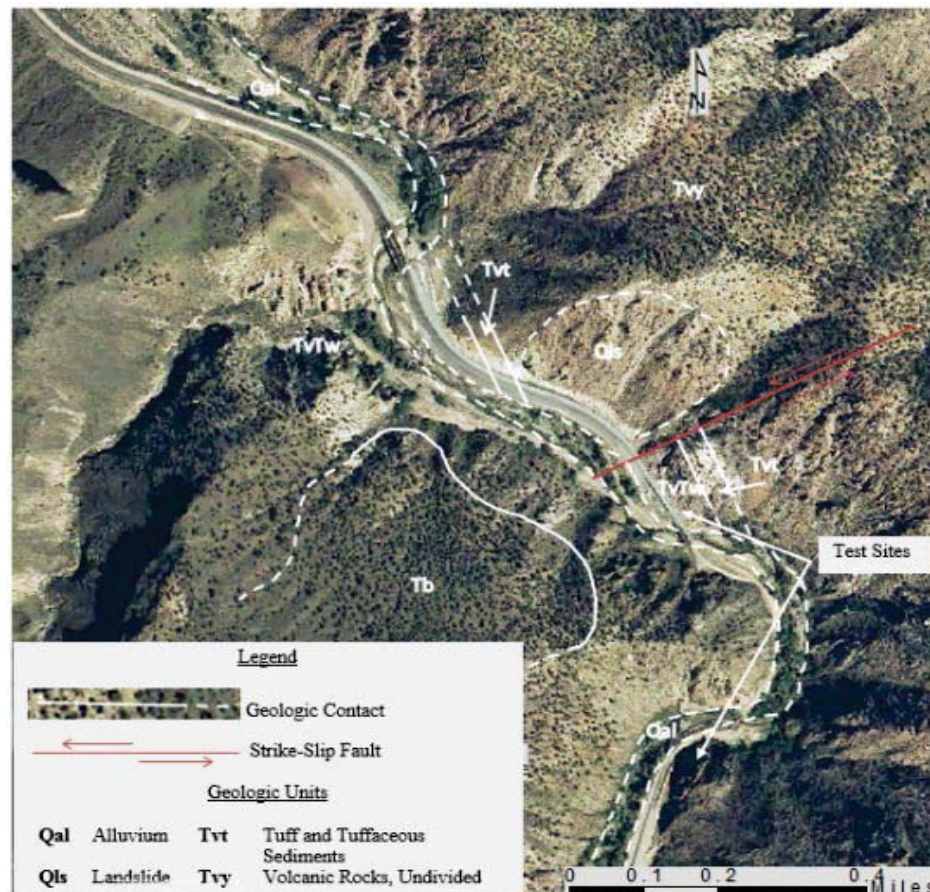 Qal
N
Tvy
Tvt
Qls
TvTw
Tvt
Test Sites
Tb
Qal
Legend
Geologic Contact
Strike-Slip Fault
Geologic Units
Qal Alluvium Tvt Tuff and Tuffaceous
Sediments
Qls Landslide Tvy Volcanic Rocks, Undivided
0 0.1 0.2 0.4